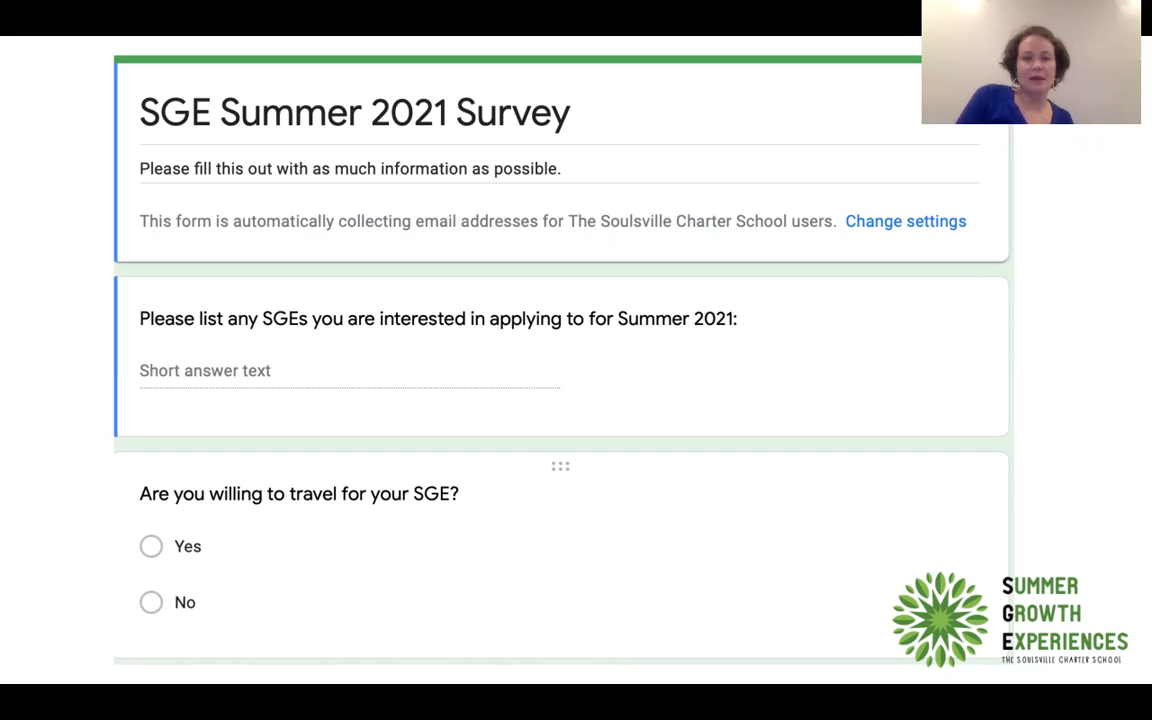 SGE Summer 2021 Survey
Please fill this out with as much information as possible.
This form is automatically collecting email addresses for The Soulsville Charter School users. Change settings
Please list any SGEs you are interested in applying to for Summer 2021:
Short answer text
Are you willing to travel for your SGE?
Yes
No
SUMMER
GROWTH
EXPERIENCES
THE SOULSVILLE CHARTER SCHOOL